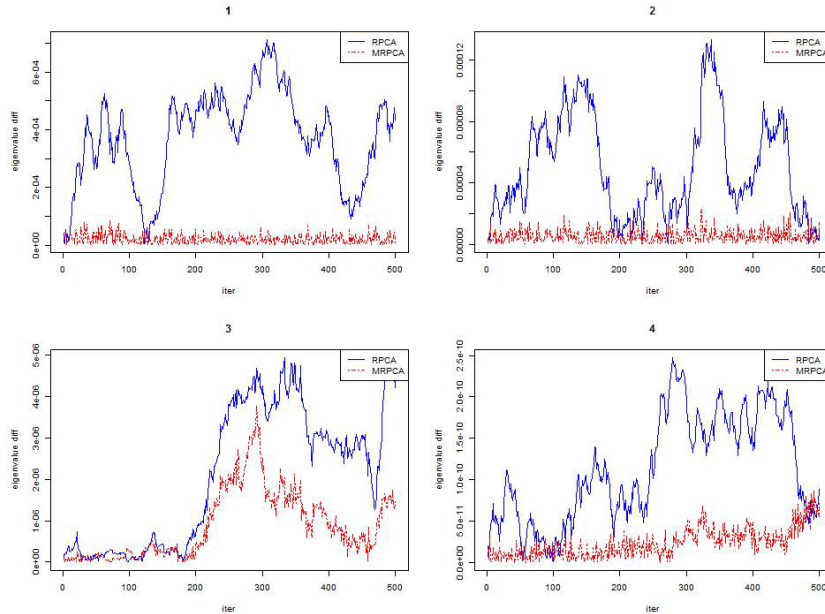 1
eigenvalue diff
0e+00
2e-04
4e-04
6e-04
0
100
200
300
400
500
iter
RPCA
MRPCA
2
eigenvalue diff
0.00000
0.00004
0.00008
0.00012
0
100
200
300
400
500
iter
RPCA
MRPCA
3
eigenvalue diff
0e+00
1e-06
2e-06
3e-06
4e-06
5e-06
0
100
200
300
400
500
iter
RPCA
MRPCA
4
eigenvalue diff
0.0e+00
5.0e-11
1.0e-10
1.5e-10
2.0e-10
2.5e-10
0
100
200
300
400
500
iter
RPCA
MRPCA